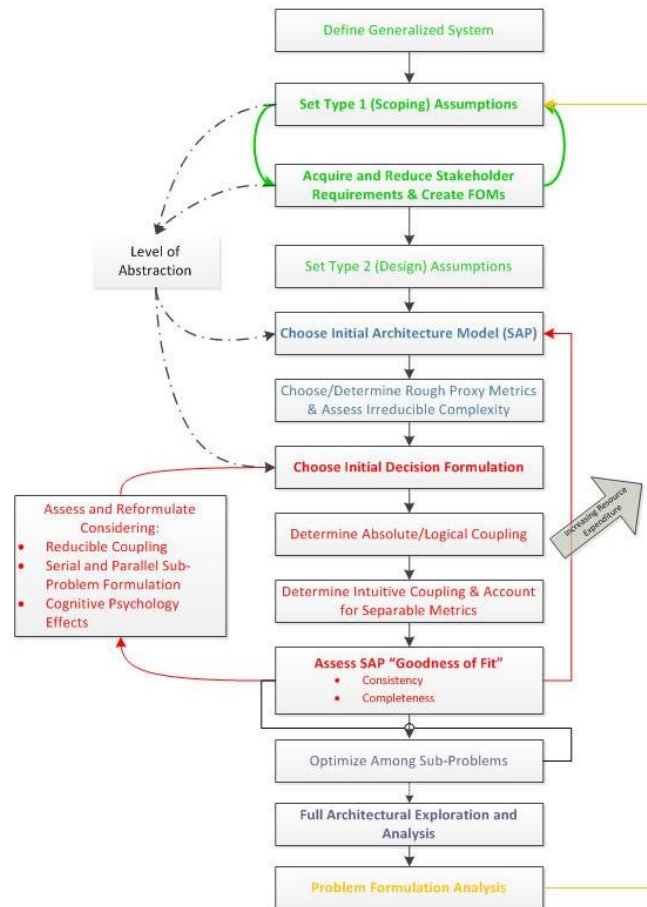 Define Generalized System
Set Type 1 (Scoping) Assumptions
Acquire and Reduce Stakeholder
Requirements & Create FOMs
Level of
Abstraction
Set Type 2 (Design) Assumptions
Choose Initial Architecture Model (SAP)
Choose/Determine Rough Proxy Metrics
& Assess Irreducible Complexity
Choose Initial Decision Formulation
Assess and Reformulate
Considering:
• Reducible Coupling
• Serial and Parallel Sub-
Problem Formulation
• Cognitive Psychology
Effects
Increasing Resource
Expenditure
Determine Absolute/Logical Coupling
Determine Intuitive Coupling & Account
for Separable Metrics
Assess SAP “Goodness of Fit”
• Consistency
• Completeness
Optimize Among Sub-Problems
Full Architectural Exploration and
Analysis
Problem Formulation Analysis